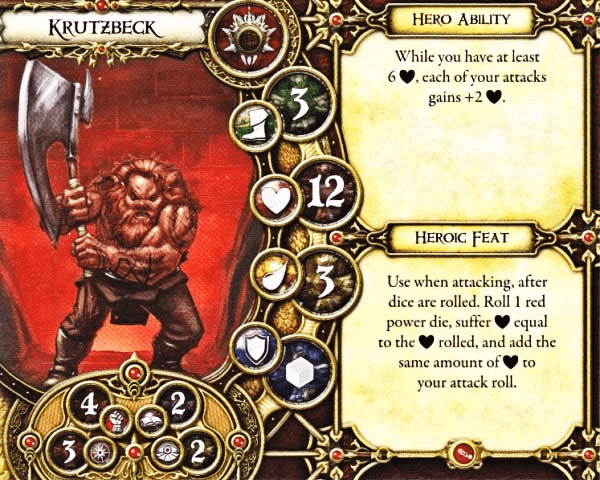 Krutzbeck
3
12
3
4
2
3
2
Hero Ability
While you have at least
6 ♥, each of your attacks
gains +2 ♥.
Heroic Feat
Use when attacking, after
dice are rolled. Roll 1 red
power die, suffer ♥ equal
to the ♥ rolled, and add the
same amount of ♥ to
your attack roll.